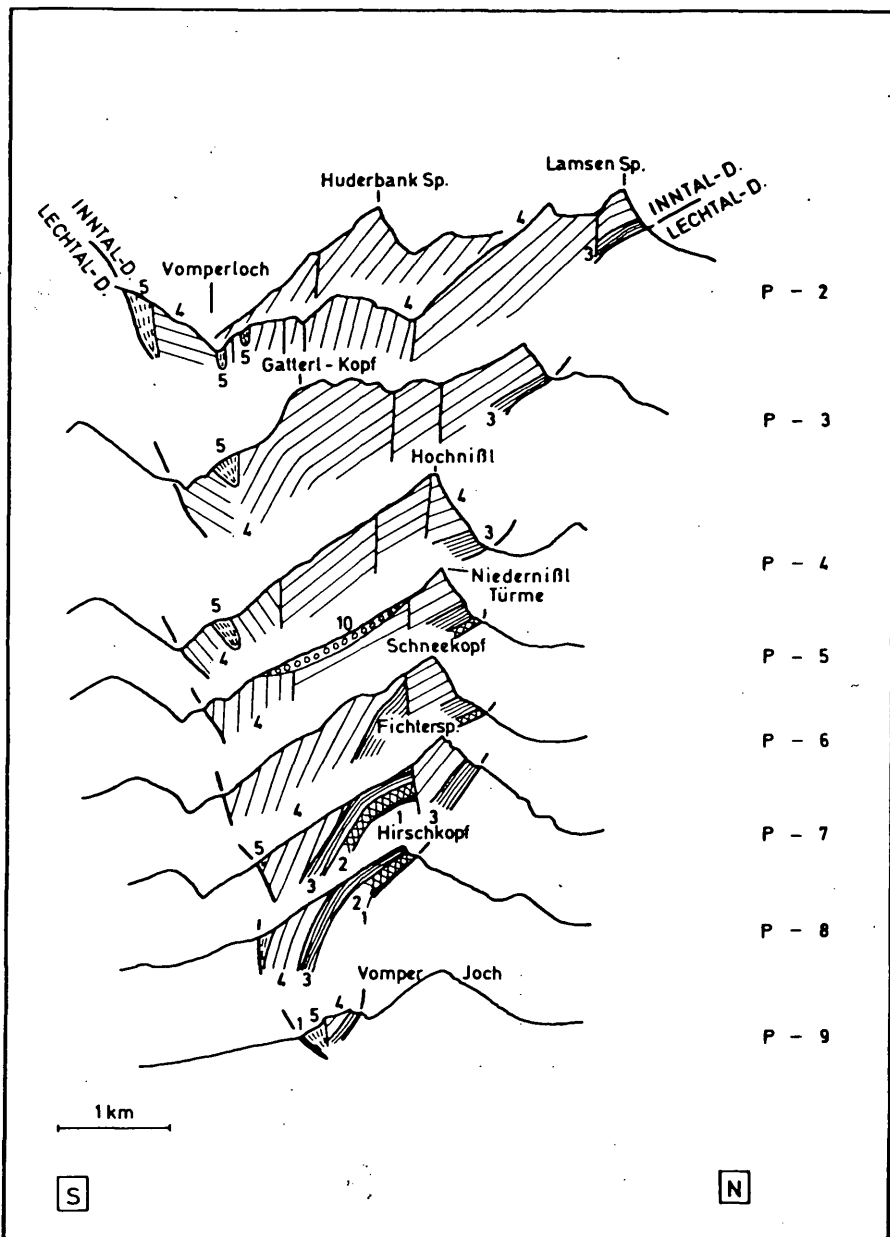 Lamsen Sp.
Huderbank Sp.
INNTAL-D.
LECHTAL-D.
INNTAL-D.
LECHTAL-D.
4
Vomperloch
3
5
4
P - 2
4
5
5
Gatterl - Kopf
3
P - 3
5
Hochnißl
4
4
3
P - 4
Niedernißl
Türme
5
10
P - 5
4
Schneekopf
4
Fichtersp.
P - 6
4
P - 7
5
1 3
Hirschkopf
2
3
2
1
P - 8
4 3
Vomper Joch
1 5 4
P - 9
1 km
S
N